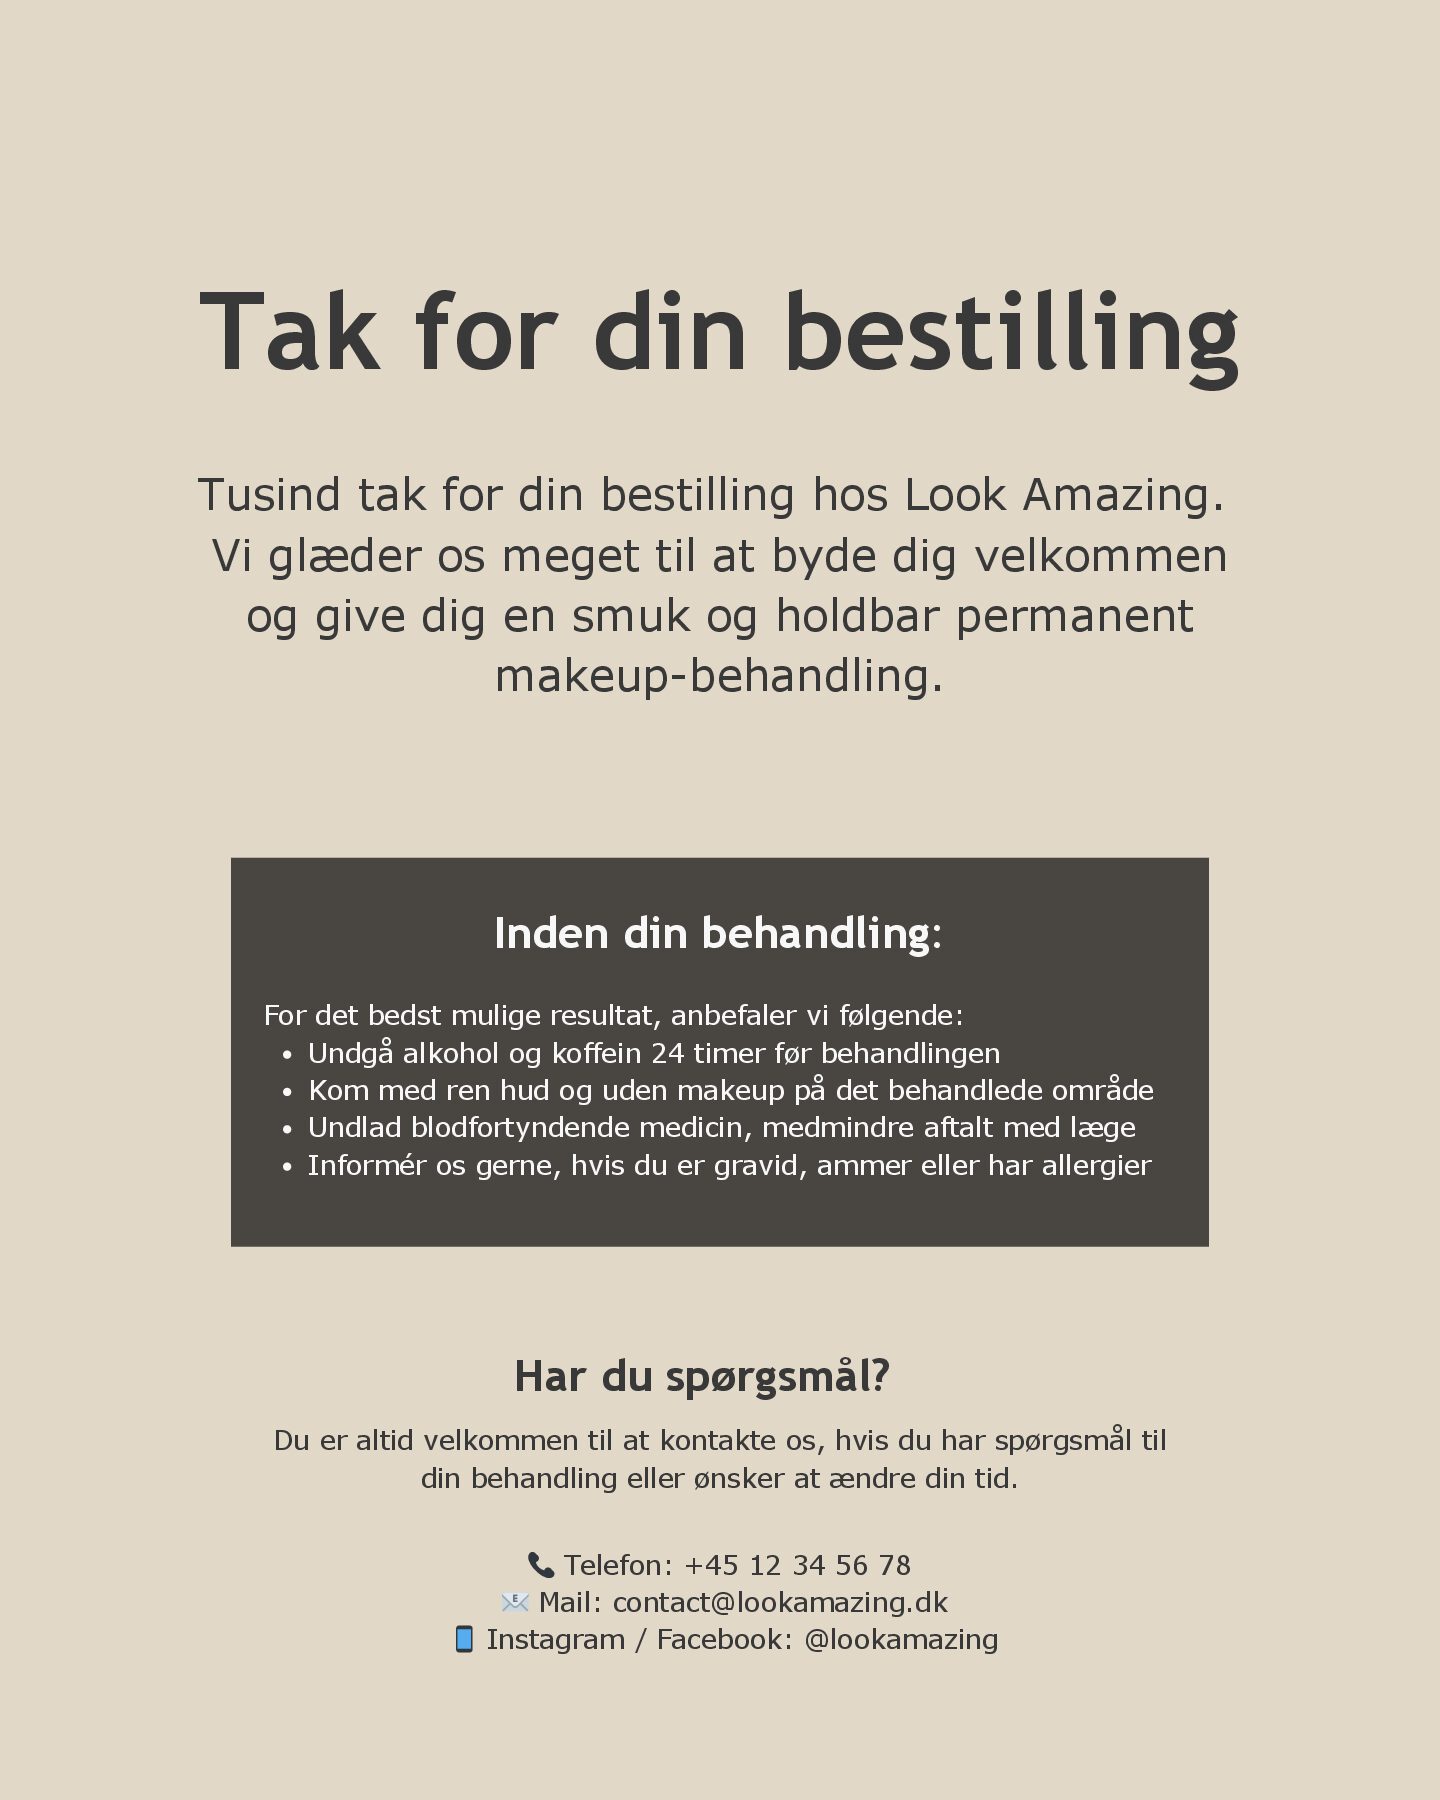 Tak for din bestilling
Tusind tak for din bestilling hos Look Amazing.
Vi glæder os meget til at byde dig velkommen
og give dig en smuk og holdbar permanent
makeup-behandling.
Inden din behandling:
For det bedst mulige resultat, anbefaler vi følgende:
• Undgå alkohol og koffein 24 timer før behandlingen
• Kom med ren hud og uden makeup på det behandlede område
• Undlad blodfortyndende medicin, medmindre aftalt med læge
• Informér os gerne, hvis du er gravid, ammer eller har allergier
Har du spørgsmål?
Du er altid velkommen til at kontakte os, hvis du har spørgsmål til
din behandling eller ønsker at ændre din tid.
📞 Telefon: +45 12 34 56 78
📧 Mail: contact@lookamazing.dk
📱 Instagram / Facebook: @lookamazing